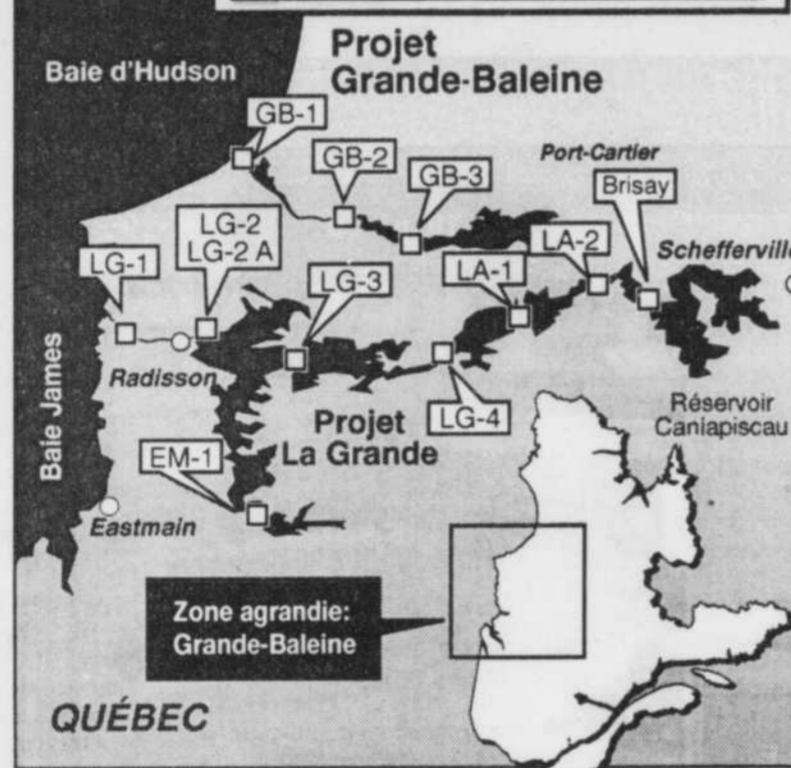 Projet
Grande-Baleine
Baie d'Hudson
GB-1
GB-2
GB-3
Port-Cartier
Brisay
LG-2
LG-2 A
LA-2
Schefferville
LG-1
LG-3
LA-1
Radisson
Baie James
LG-4
Réservoir
Caniapiscau
Projet
La Grande
EM-1
Eastmain
Zone agrandie:
Grande-Baleine
QUÉBEC